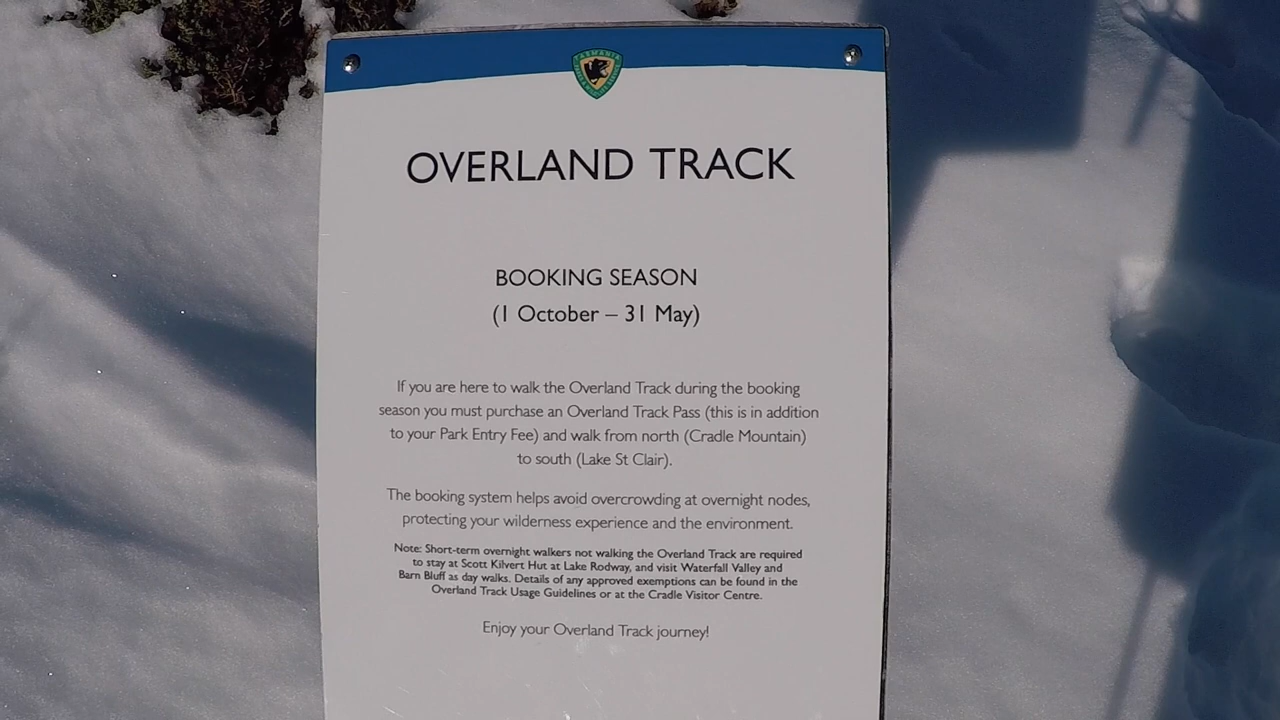 TASMANIA
OVERLAND TRACK
BOOKING SEASON
(1 October – 31 May)
If you are here to walk the Overland Track during the booking
season you must purchase an Overland Track Pass (this is in addition
to your Park Entry Fee) and walk from north (Cradle Mountain)
to south (Lake St Clair).
The booking system helps avoid overcrowding at overnight nodes,
protecting your wilderness experience and the environment.
Note: Short-term overnight walkers not walking the Overland Track are required
to stay at Scott Kilvert Hut at Lake Rodway, and visit Waterfall Valley and
Barn Bluff as day walks. Details of any approved exemptions can be found in the
Overland Track Usage Guidelines or at the Cradle Visitor Centre.
Enjoy your Overland Track journey!